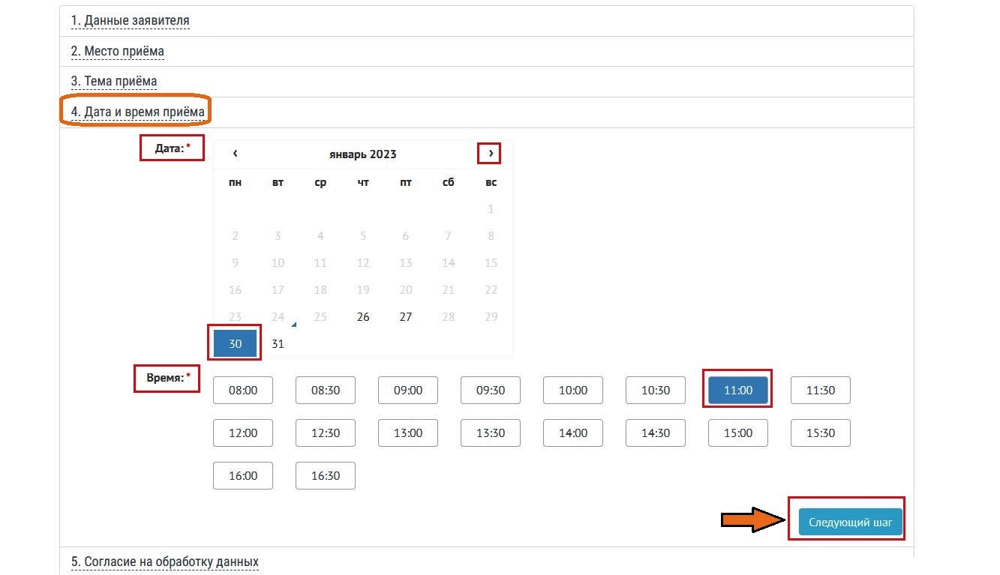 1. Данные заявителя
2. Место приёма
3. Тема приёма
4. Дата и время приёма
Дата: *
‹ январь 2023 ›
пн вт ср чт пт сб вс
1
2 3 4 5 6 7 8
9 10 11 12 13 14 15
16 17 18 19 20 21 22
23 24 25 26 27 28 29
30 31
Время: *
08:00 08:30 09:00 09:30 10:00 10:30 11:00 11:30
12:00 12:30 13:00 13:30 14:00 14:30 15:00 15:30
16:00 16:30
Следующий шаг
5. Согласие на обработку данных